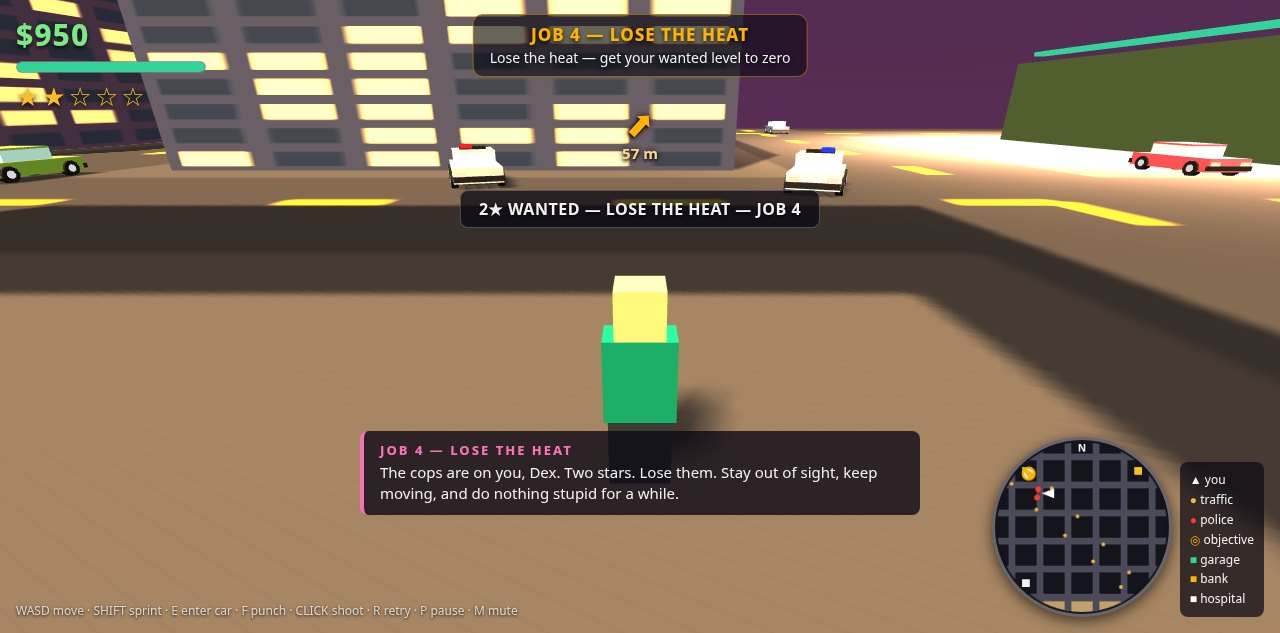 $950
JOB 4 — LOSE THE HEAT
Lose the heat — get your wanted level to zero
★★☆☆☆
57 m
2★ WANTED — LOSE THE HEAT — JOB 4
JOB 4 — LOSE THE HEAT
The cops are on you, Dex. Two stars. Lose them. Stay out of sight, keep
moving, and do nothing stupid for a while.
N
▲ you
● traffic
● police
◎ objective
■ garage
■ bank
■ hospital
WASD move · SHIFT sprint · E enter car · F punch · CLICK shoot · R retry · P pause · M mute